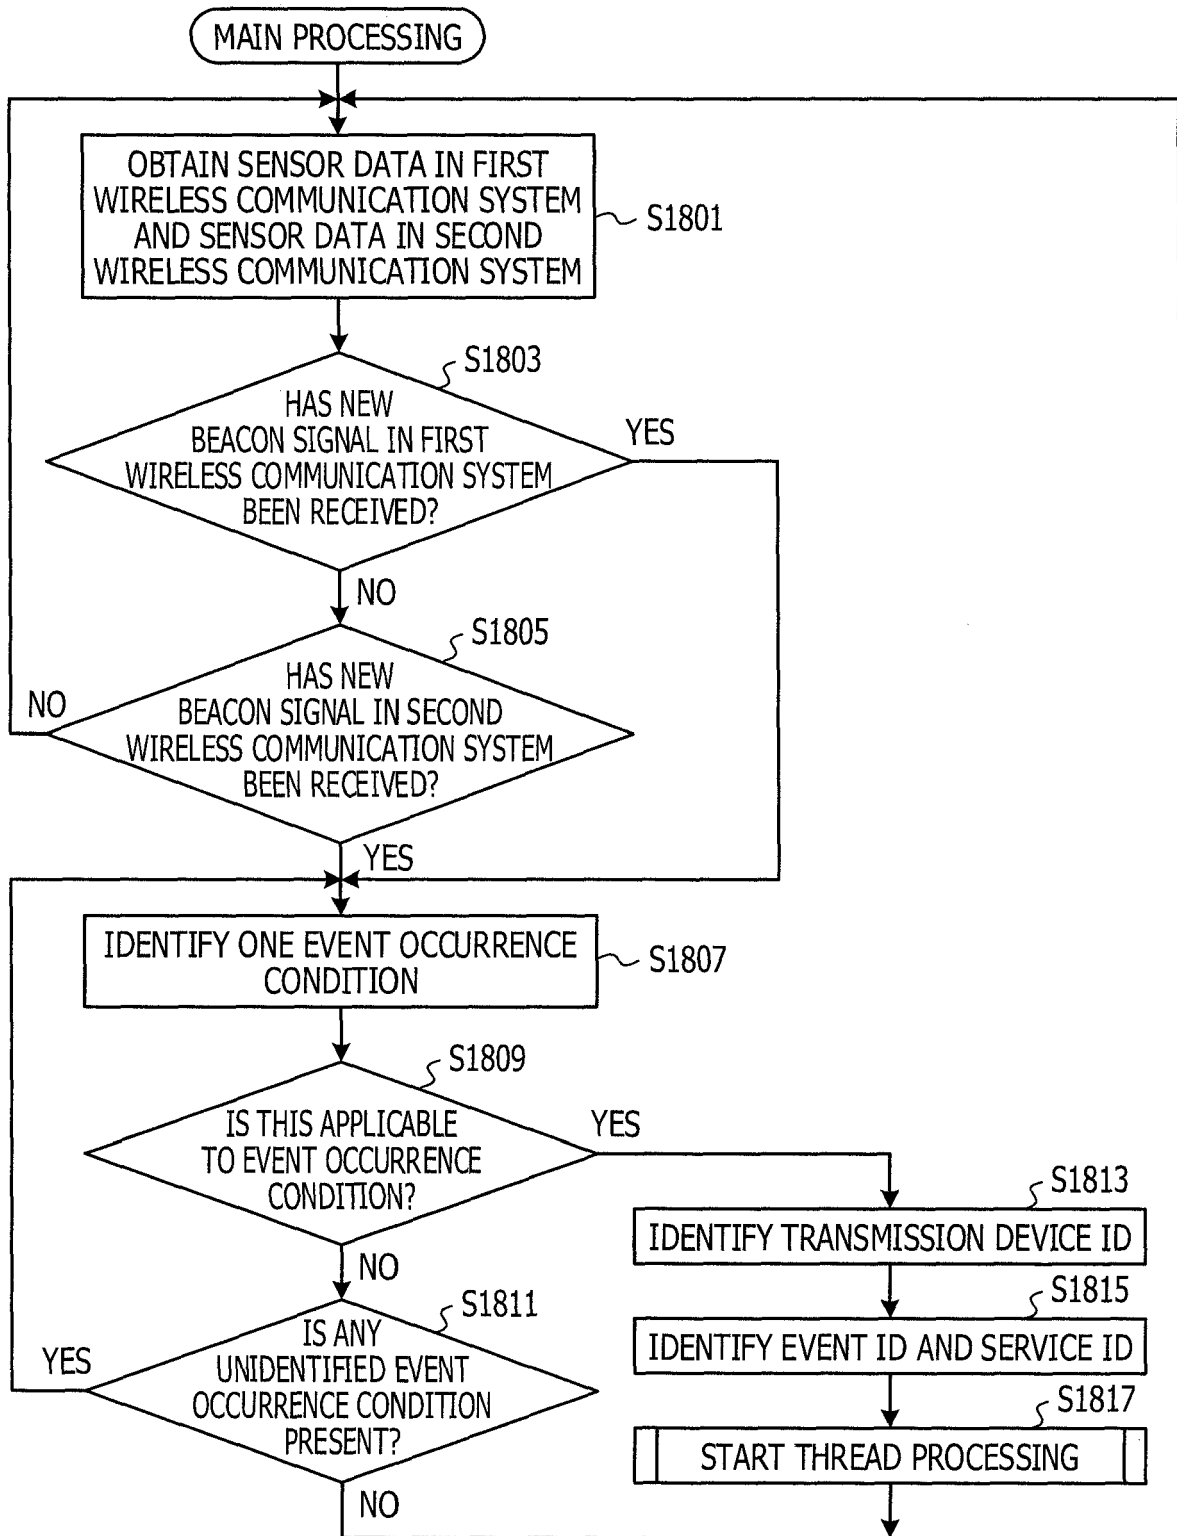 MAIN PROCESSING
OBTAIN SENSOR DATA IN FIRST
WIRELESS COMMUNICATION SYSTEM
AND SENSOR DATA IN SECOND
WIRELESS COMMUNICATION SYSTEM
S1801
S1803
HAS NEW
BEACON SIGNAL IN FIRST
WIRELESS COMMUNICATION SYSTEM
BEEN RECEIVED?
YES
NO
S1805
HAS NEW
BEACON SIGNAL IN SECOND
WIRELESS COMMUNICATION SYSTEM
BEEN RECEIVED?
NO
YES
IDENTIFY ONE EVENT OCCURRENCE
CONDITION
S1807
S1809
IS THIS APPLICABLE
TO EVENT OCCURRENCE
CONDITION?
YES
NO
S1811
IS ANY
UNIDENTIFIED EVENT
OCCURRENCE CONDITION
PRESENT?
YES
NO
S1813
IDENTIFY TRANSMISSION DEVICE ID
S1815
IDENTIFY EVENT ID AND SERVICE ID
S1817
START THREAD PROCESSING